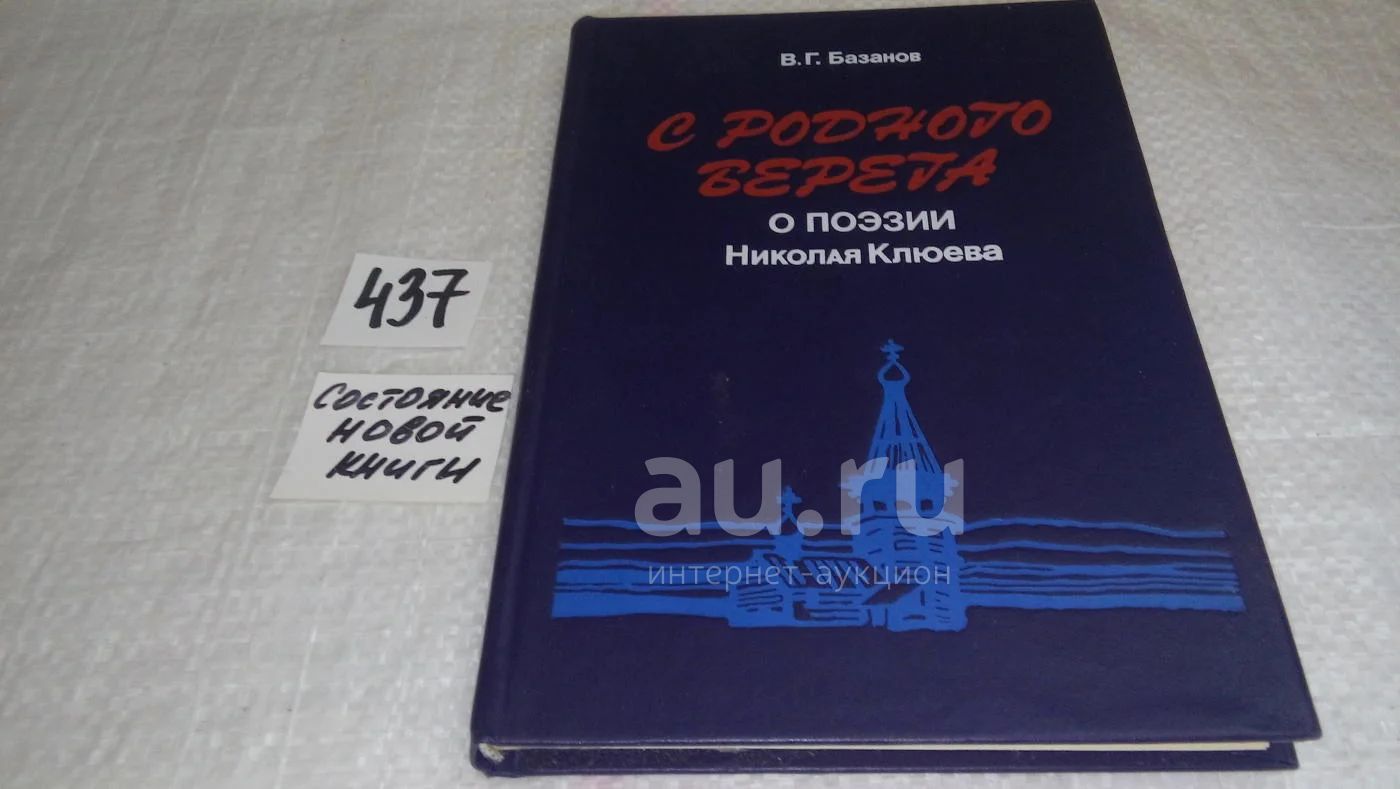 В. Г. Базанов
С РОДНОГО
БЕРЕГА
О ПОЭЗИИ
Николая Клюева
437
Состояние
новой
книги
au.ru
интернет-аукцион